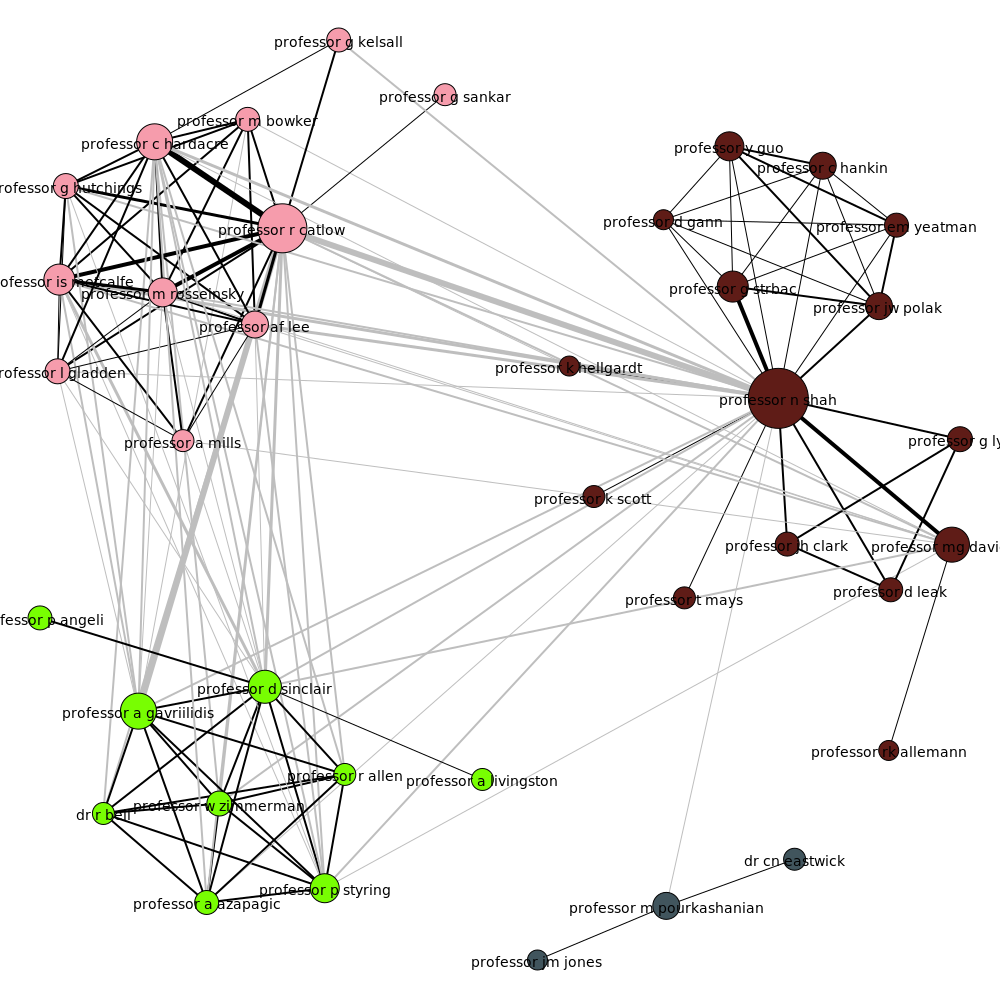 professor g kelsall
professor g sankar
professor m bowker
professor c hardacre
professor y guo
professor c hankin
professor g hutchings
professor d gann
professor em yeatman
professor r catlow
professor is metcalfe
professor m rosseinsky
professor g strbac
professor jw polak
professor af lee
professor k hellgardt
professor l gladden
professor n shah
professor a mills
professor g ly
professor k scott
professor jh clark
professor mg davi
professor d leak
professor t mays
fessor p angeli
professor d sinclair
professor a gavriilidis
professor rk allemann
professor r allen
professor a livingston
professor w zimmerman
dr r bell
dr cn eastwick
professor p styring
professor a azapagic
professor m pourkashanian
professor jm jones